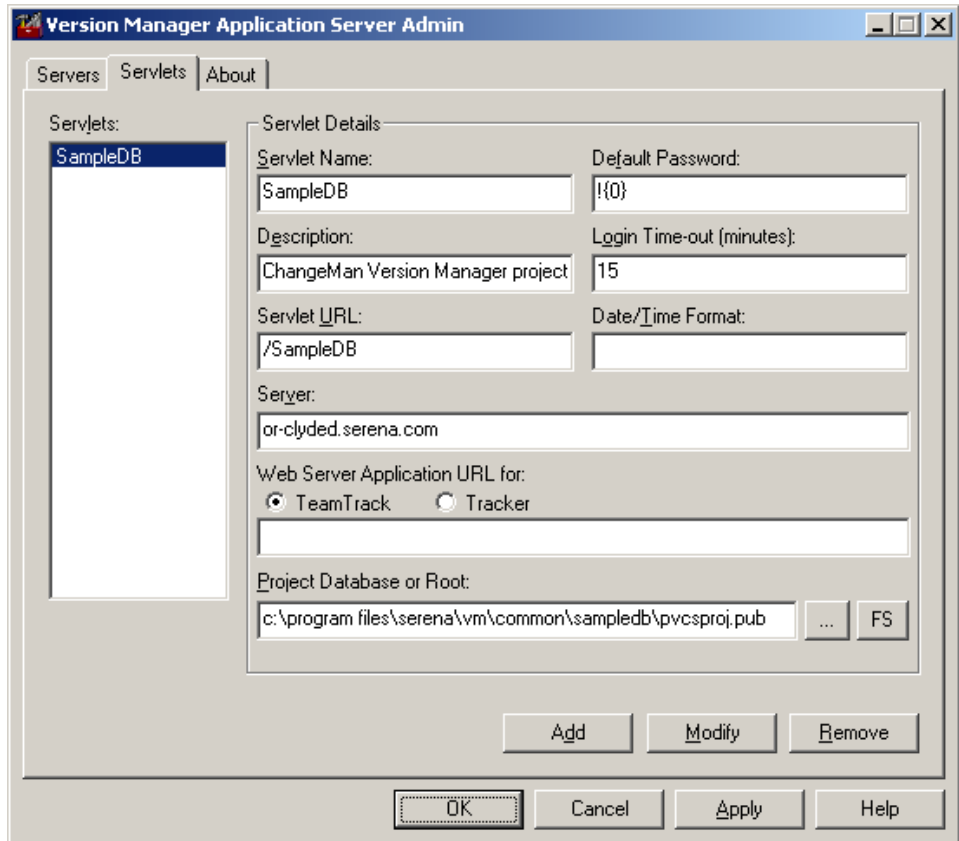 Version Manager Application Server Admin
Servers Servlets About
Servlets:
SampleDB
Servlet Details
Servlet Name: Default Password:
SampleDB !{0}
Description: Login Time-out (minutes):
ChangeMan Version Manager project 15
Servlet URL: Date/Time Format:
/SampleDB
Server:
or-clyded.serena.com
Web Server Application URL for:
TeamTrack Tracker
Project Database or Root:
c:\program files\serena\vm\common\sampledb\pvcsproj.pub ... FS
Add Modify Remove
OK Cancel Apply Help